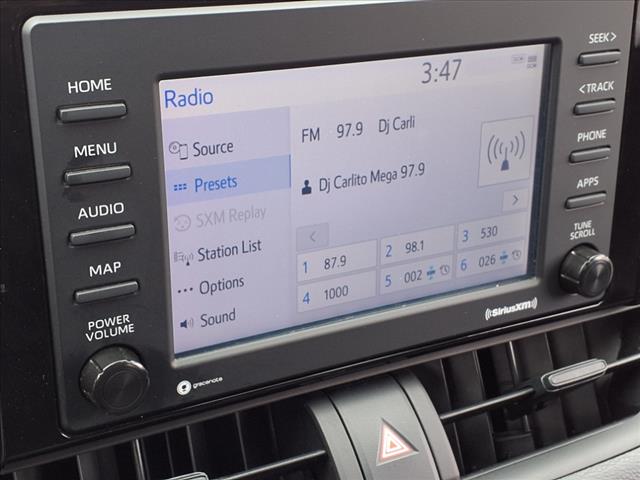 HOME
MENU
AUDIO
MAP
POWER
VOLUME
3:47
Radio
Source
Presets
SXM Replay
Station List
Options
Sound
FM 97.9 Dj Carli
Dj Carlito Mega 97.9
<
>
1 87.9
2 98.1
3 530
4 1000
5 002
6 026
SEEK >
< TRACK
PHONE
APPS
TUNE
SCROLL
SiriusXM
gracenote